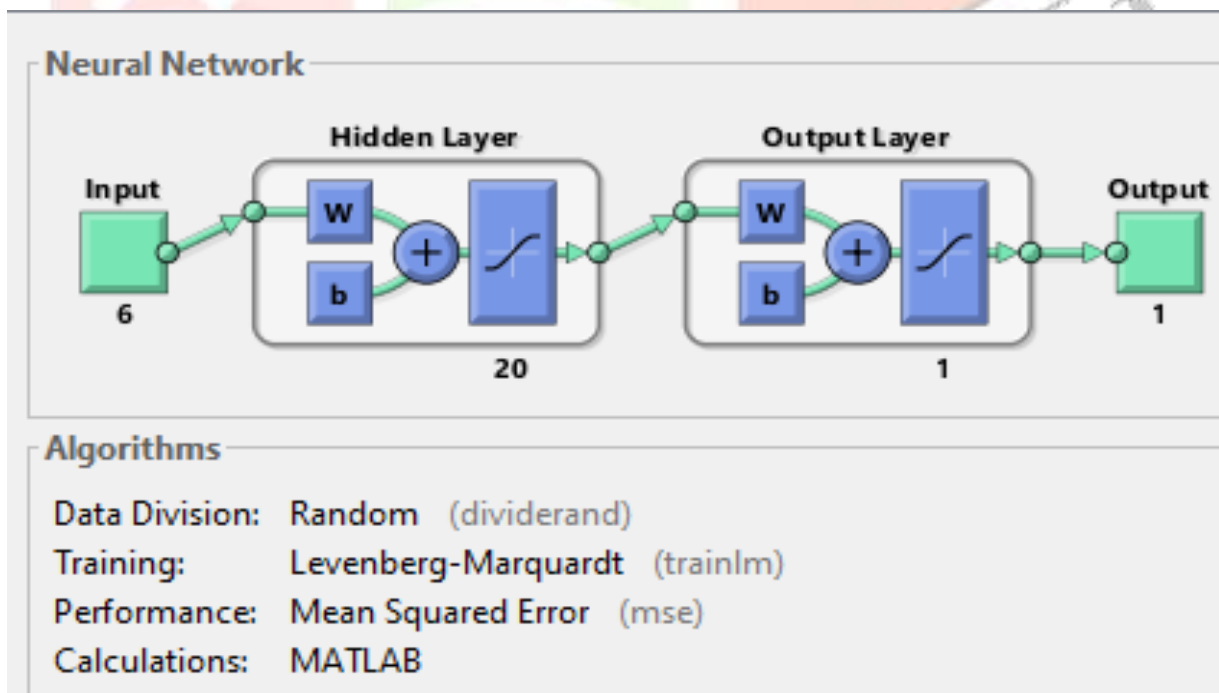 Neural Network
Hidden Layer
Output Layer
Input
Output
W
b
+
W
b
+
6
20
1
1
Algorithms
Data Division: Random (dividerand)
Training: Levenberg-Marquardt (trainlm)
Performance: Mean Squared Error (mse)
Calculations: MATLAB